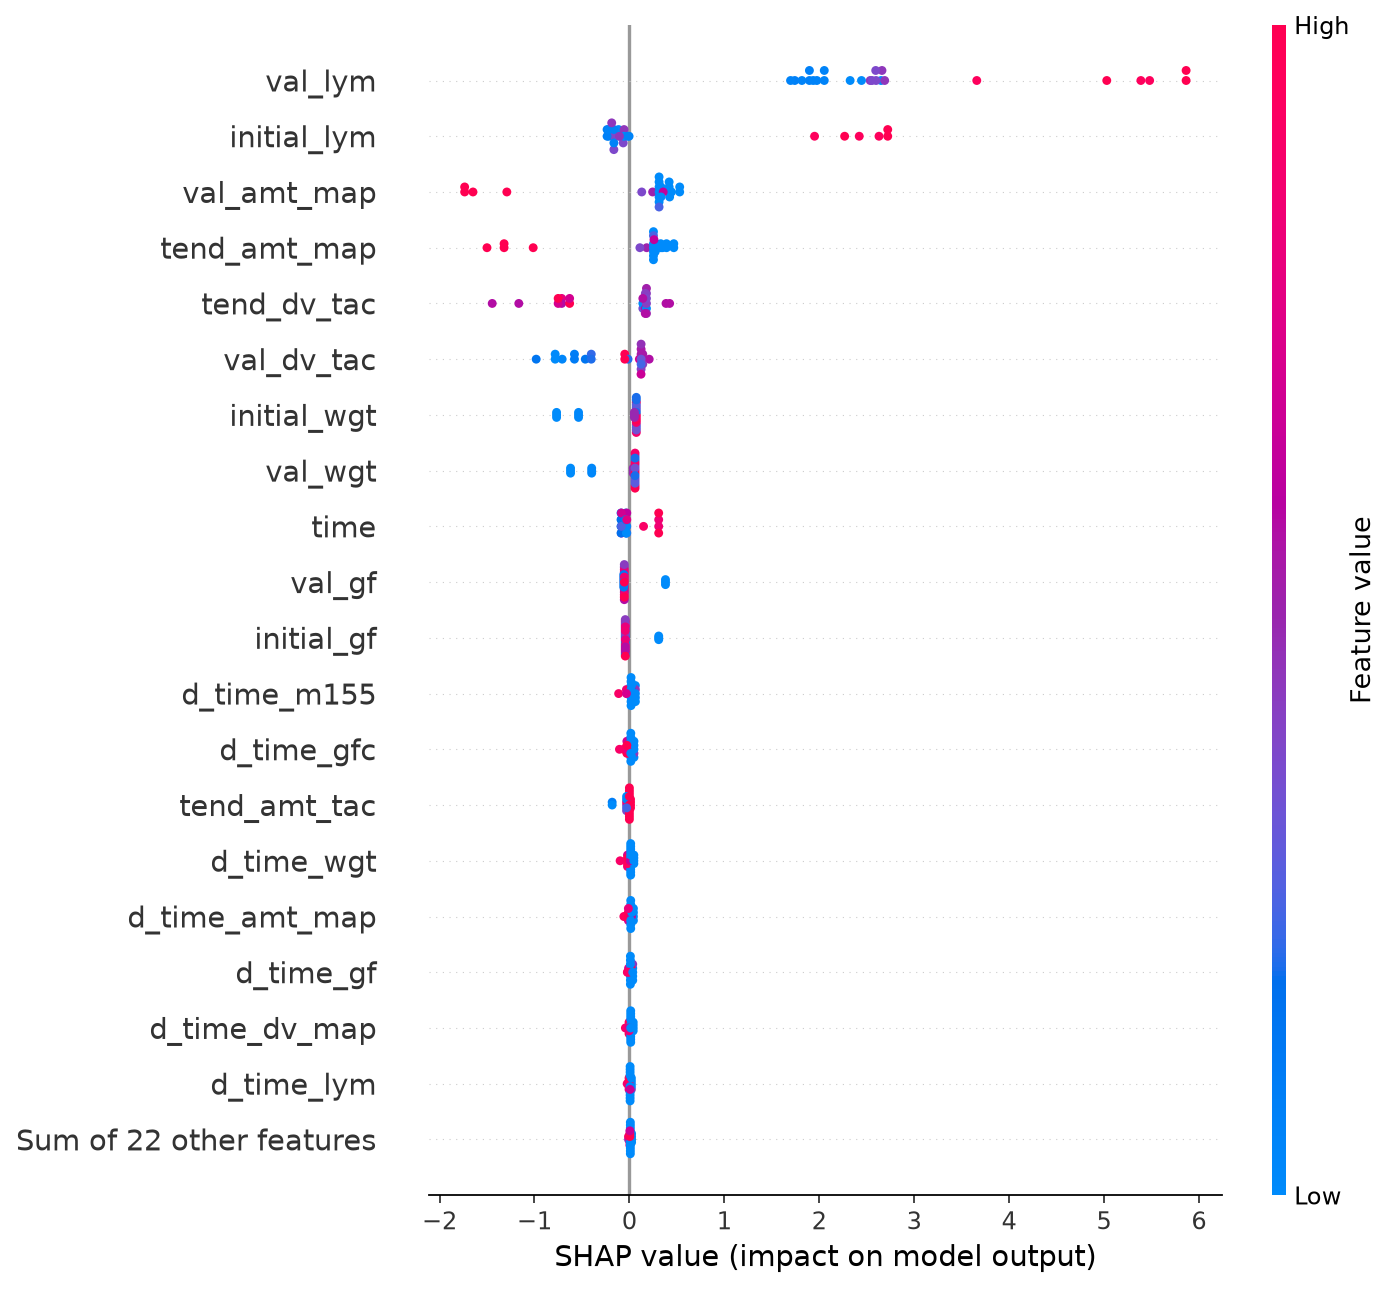 High
val_lym
initial_lym
val_amt_map
tend_amt_map
tend_dv_tac
val_dv_tac
initial_wgt
val_wgt
time
val_gf
initial_gf
d_time_m155
d_time_gfc
tend_amt_tac
d_time_wgt
d_time_amt_map
d_time_gf
d_time_dv_map
d_time_lym
Sum of 22 other features
Feature value
Low
−2 −1 0 1 2 3 4 5 6
SHAP value (impact on model output)